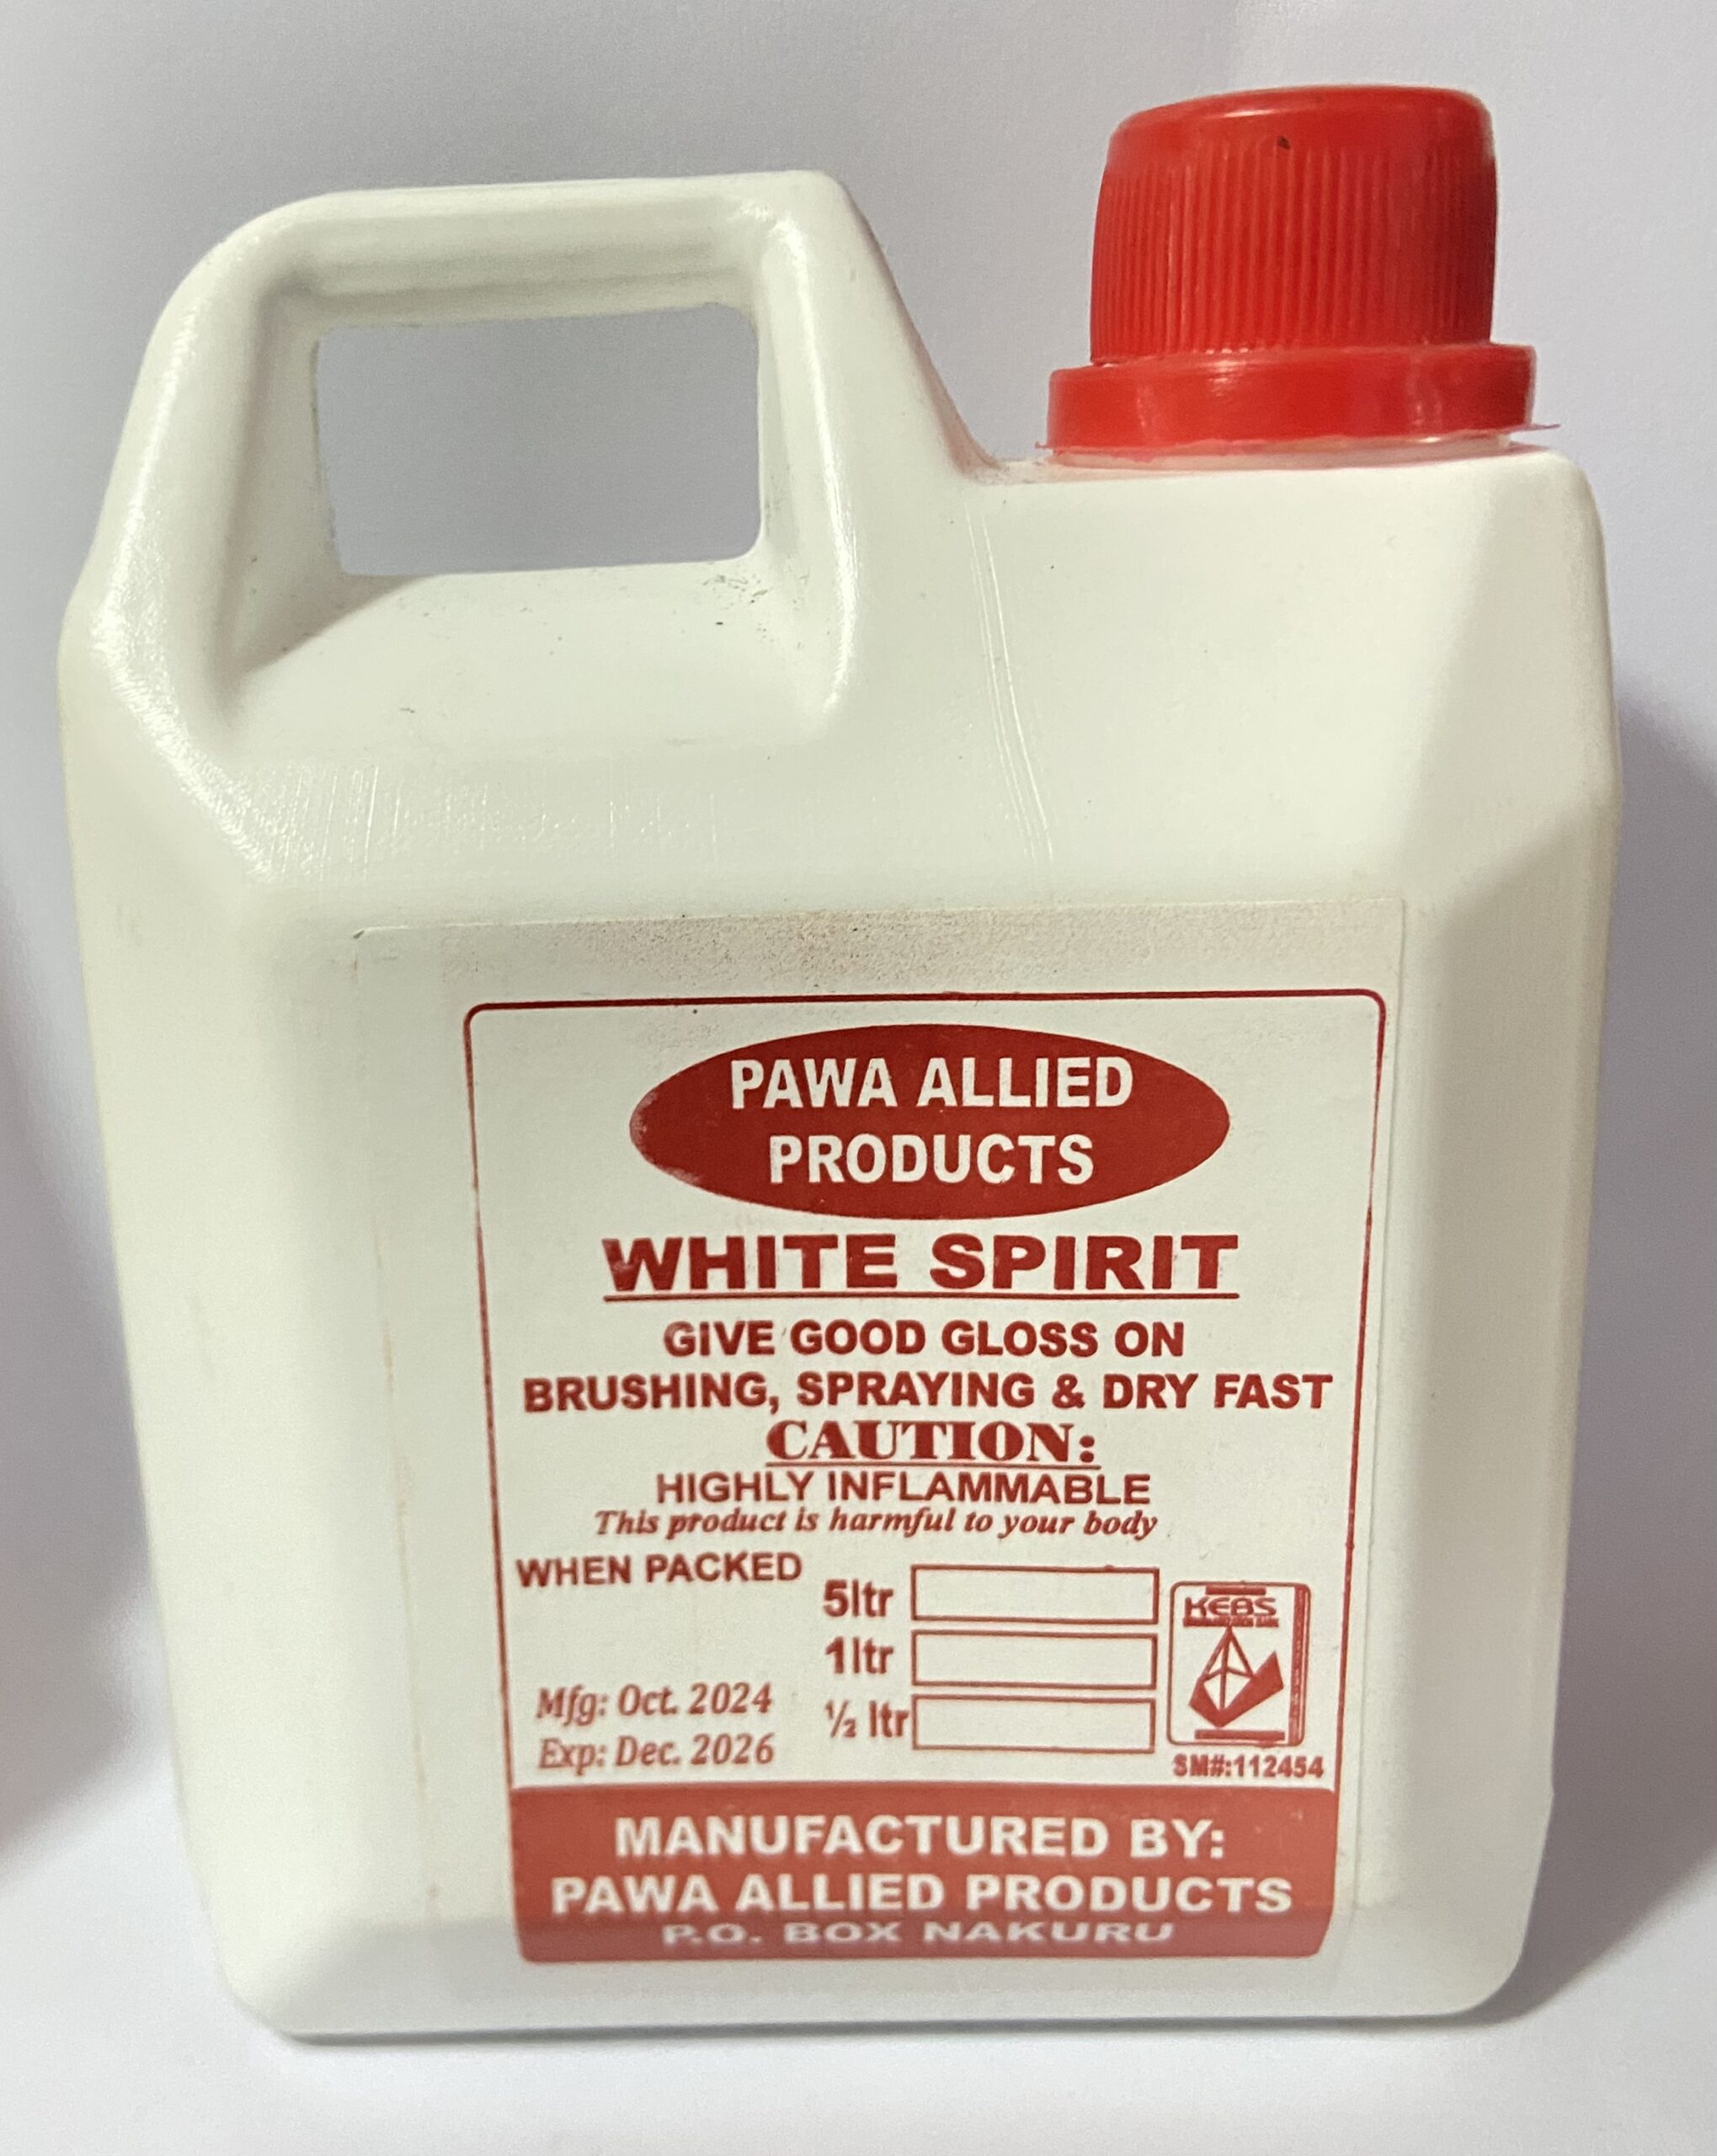 PAWA ALLIED
PRODUCTS
WHITE SPIRIT
GIVE GOOD GLOSS ON
BRUSHING, SPRAYING & DRY FAST
CAUTION:
HIGHLY INFLAMMABLE
This product is harmful to your body
WHEN PACKED
5ltr
1ltr
½ ltr
Mfg: Oct. 2024
Exp: Dec. 2026
KEBS
SM#:112454
MANUFACTURED BY:
PAWA ALLIED PRODUCTS
P.O. BOX NAKURU